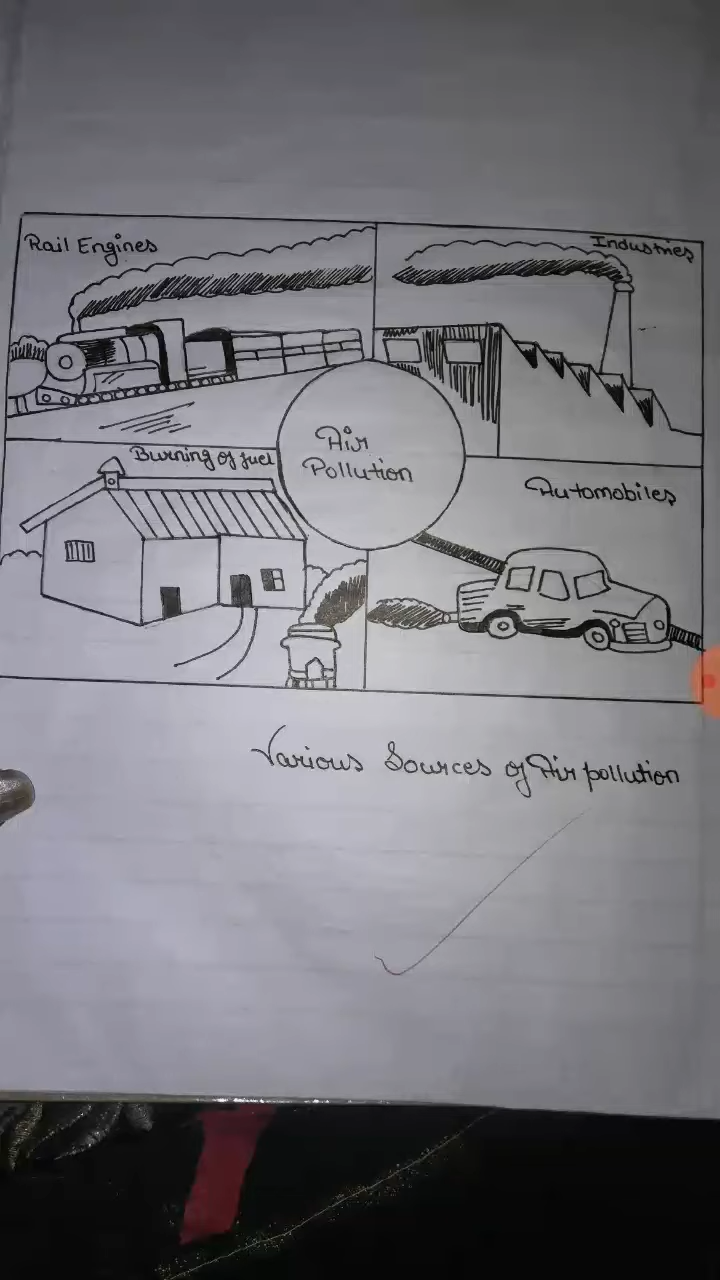 Rail Engines
Industries
Air
Pollution
Burning of fuel
Automobiles
Various Sources of Air pollution